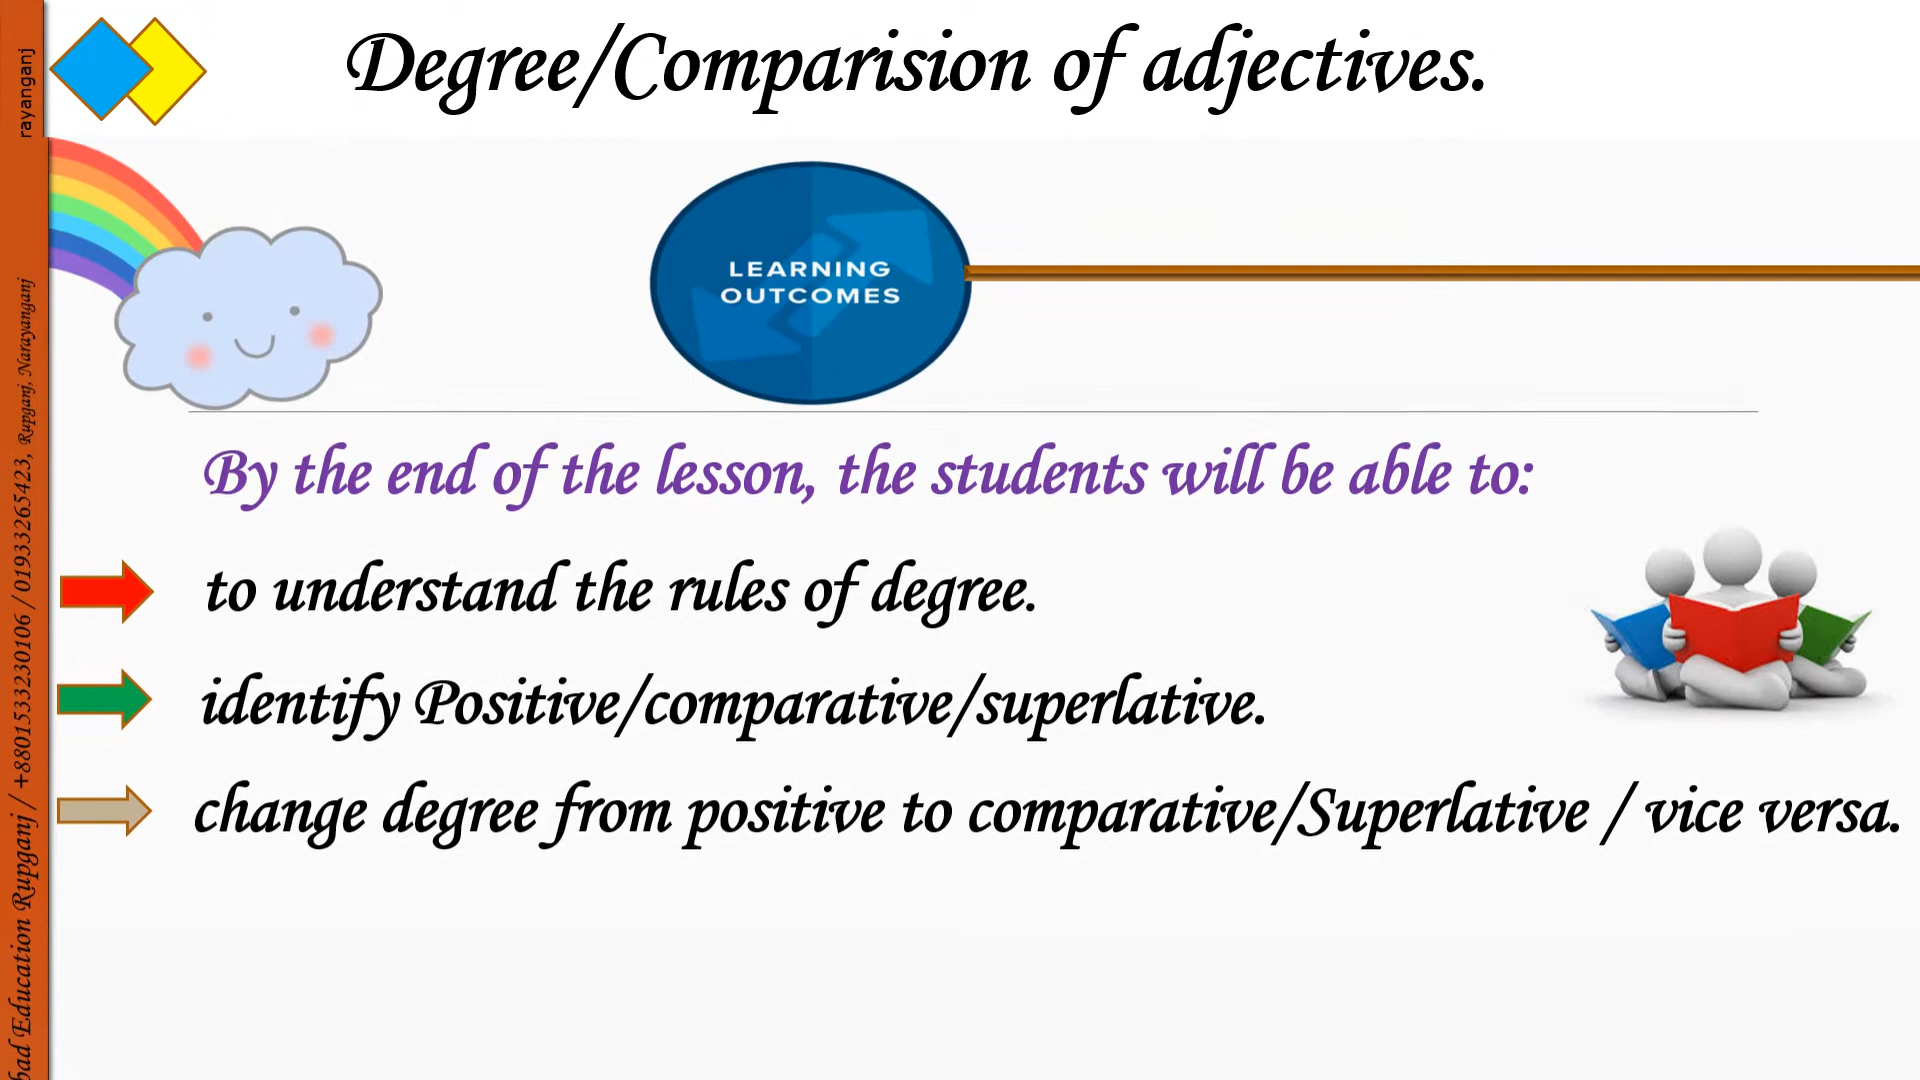 Degree/Comparision of adjectives.
LEARNING
OUTCOMES
By the end of the lesson, the students will be able to:
to understand the rules of degree.
identify Positive/comparative/superlative.
change degree from positive to comparative/Superlative / vice versa.
rayanganj
Education Rupganj / +8801533230106 / 01933265423, Rupganj, Narayanganj